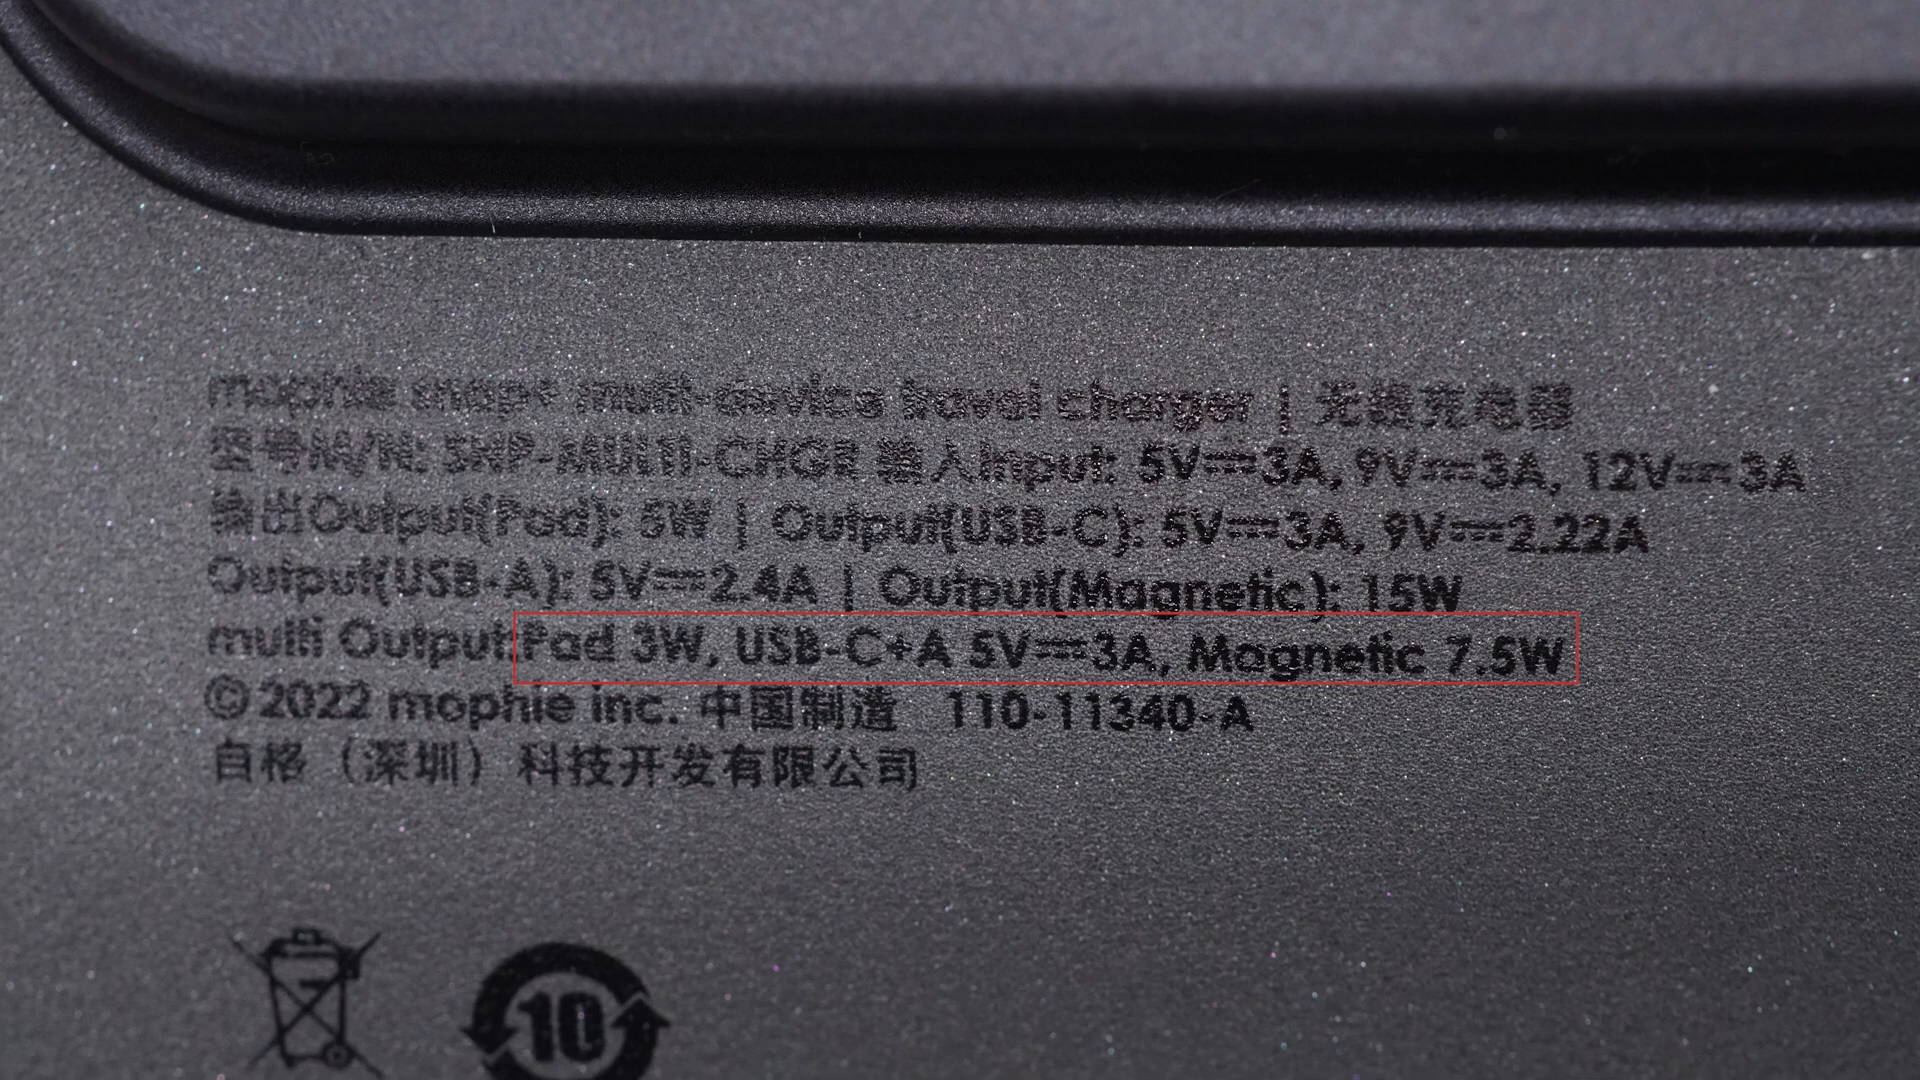 mophie snap+ multi-device travel charger | 无线充电器
型号M/N: SNP-MULTI-CHGR 输入Input: 5V⎓3A, 9V⎓3A, 12V⎓3A
输出Output(Pad): 5W | Output(USB-C): 5V⎓3A, 9V⎓2.22A
Output(USB-A): 5V⎓2.4A | Output(Magnetic): 15W
multi Output:Pad 3W, USB-C+A 5V⎓3A, Magnetic 7.5W
©2022 mophie inc. 中国制造 110-11340-A
白格（深圳）科技开发有限公司
10